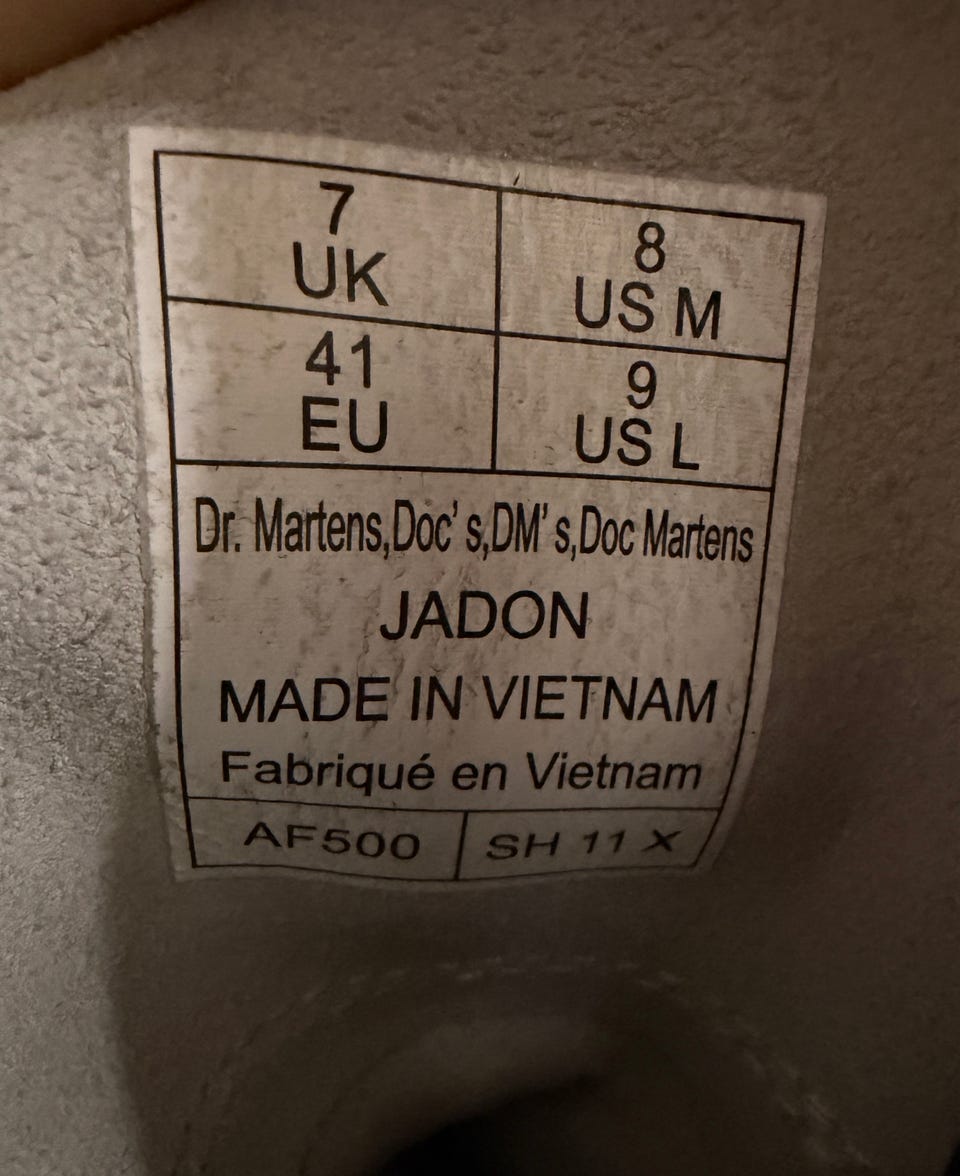 7
UK
8
US M
41
EU
9
US L
Dr. Martens,Doc's,DM's,Doc Martens
JADON
MADE IN VIETNAM
Fabriqué en Vietnam
AF500
SH 11 X